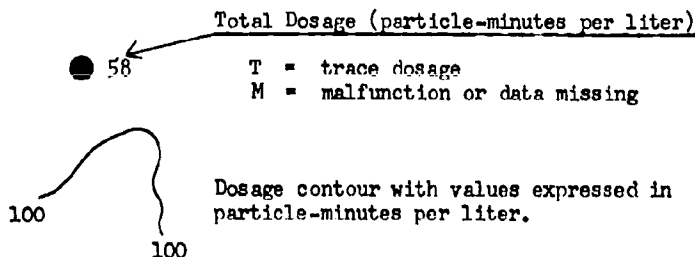 Total Dosage (particle-minutes per liter)
58
T = trace dosage
M = malfunction or data missing
Dosage contour with values expressed in
particle-minutes per liter.
100
100